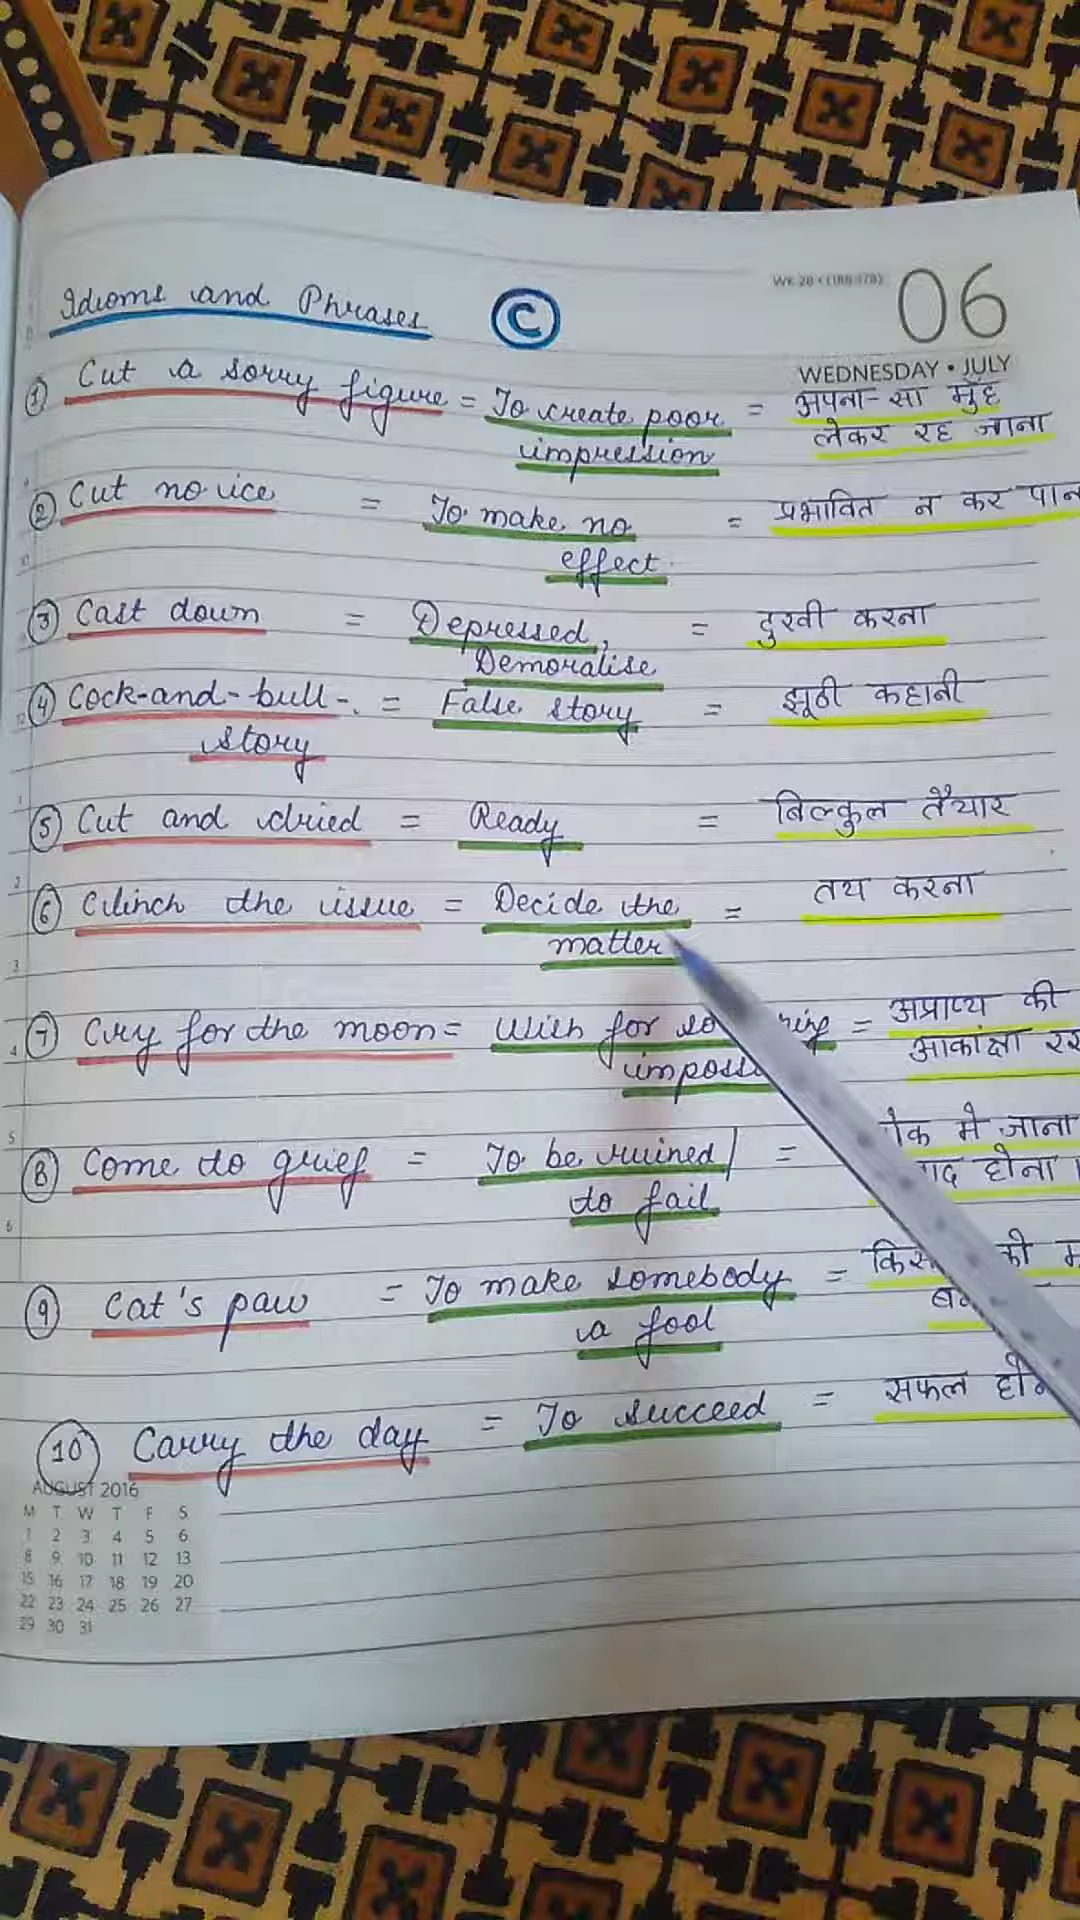 Idioms and Phrases C
06
WEDNESDAY • JULY
① Cut a sorry figure = To create poor = अपना-सा मुँह
impression लेकर रह जाना
② Cut no ice = To make no = प्रभावित न कर
effect.
③ Cast down = Depressed, = दुखी करना
Demoralise
④ Cock-and-bull- = False story = झूठी कहानी
story
⑤ Cut and dried = Ready = बिल्कुल तैयार
⑥ Clinch the issue = Decide the = तय करना
matter
⑦ Cry for the moon = Wish for = अप्राप्य की
आकांक्षा
⑧ Come to grief = To be ruined/ = मे जाना
to fail होना
⑨ Cat's paw = To make somebody =
a fool
⑩ Carry the day = To succeed = सफल
AUGUST 2016
M T W T F S
1 2 3 4 5 6
8 9 10 11 12 13
15 16 17 18 19 20
22 23 24 25 26 27
29 30 31